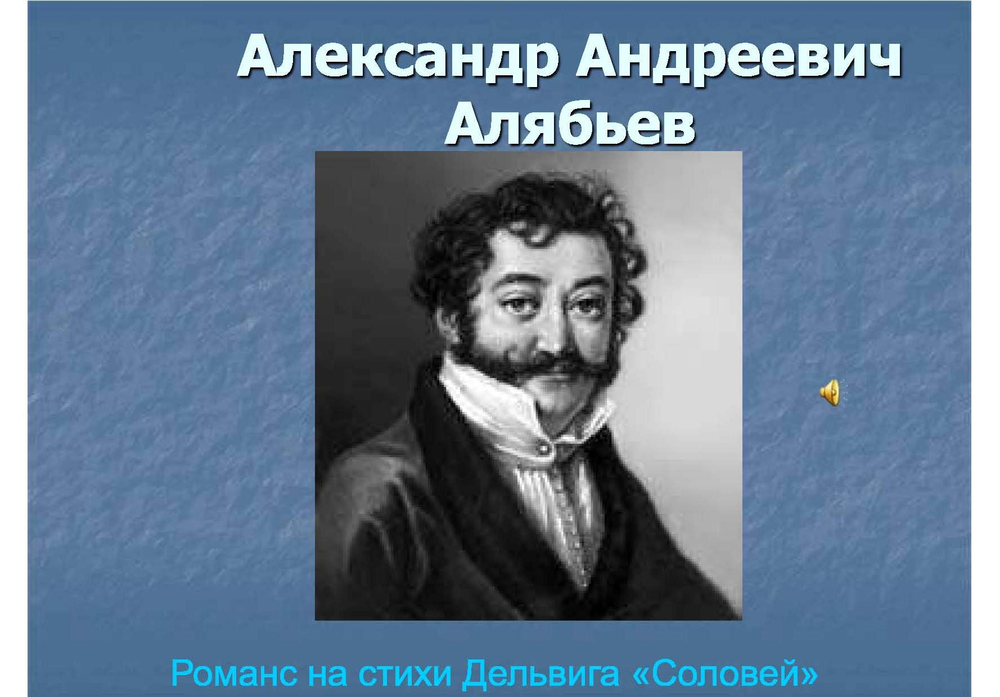 Александр Андреевич
Алябьев
Романс на стихи Дельвига «Соловей»